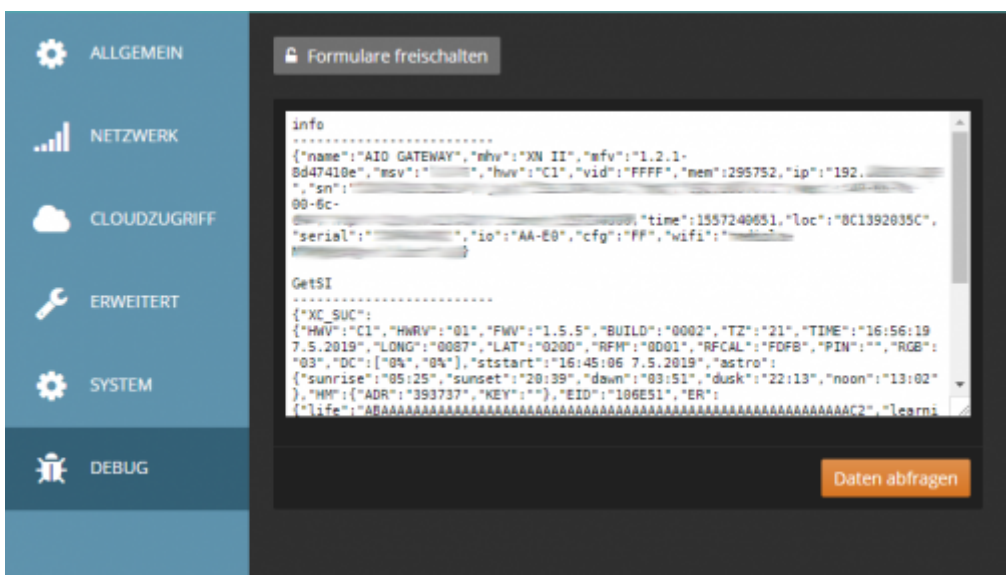 ALLGEMEIN
NETZWERK
CLOUDZUGRIFF
ERWEITERT
SYSTEM
DEBUG
Formulare freischalten
info
-------------------------
{"name":"AIO GATEWAY","mhv":"XN II","mfv":"1.2.1-
8d47410e","msv":" ","hwv":"C1","vid":"FFFF","mem":295752,"ip":"192.
","sn":"
00-6c-
,"time":1557240651,"loc":"8C1392035C",
"serial":" ","io":"AA-E0","cfg":"FF","wifi":"
}
GetSI
-------------------------
{"XC_SUC":
{"HWV":"C1","HWRV":"01","FWV":"1.5.5","BUILD":"0002","TZ":"21","TIME":"16:56:19
7.5.2019","LONG":"0087","LAT":"020D","RFM":"0D01","RFCAL":"FDFB","PIN":"","RGB":
"03","DC":["0%","0%"],"ststart":"16:45:06 7.5.2019","astro":
{"sunrise":"05:25","sunset":"20:39","dawn":"03:51","dusk":"22:13","noon":"13:02"
},"HM":{"ADR":"393737","KEY":""},"EID":"106E51","ER":
{"life":"ABAAAAAAAAAAAAAAAAAAAAAAAAAAAAAAAAAAAAAAAAAAAAAAAAAAAAAAAAAAAC2","learni
Daten abfragen